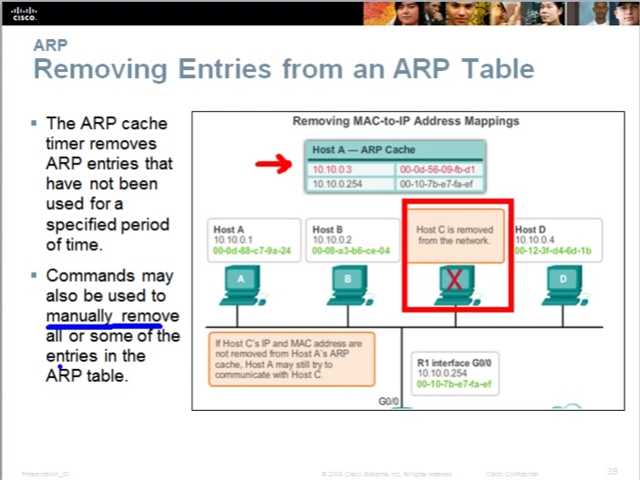 CISCO
ARP
Removing Entries from an ARP Table
The ARP cache
timer removes
ARP entries that
have not been
used for a
specified period
of time.
Commands may
also be used to
manually remove
all or some of the
entries in the
ARP table.
Removing MAC-to-IP Address Mappings
Host A — ARP Cache
10.10.0.3 00-0d-56-09-fb-d1
10.10.0.254 00-10-7b-e7-fa-ef
Host A
10.10.0.1
00-0d-88-c7-9a-24
Host B
10.10.0.2
00-08-a3-b6-ce-04
Host C is removed
from the network.
Host D
10.10.0.4
00-12-3f-d4-6d-1b
A
B
X
D
If Host C's IP and MAC address are
not removed from Host A's ARP
cache, Host A may still try to
communicate with Host C.
R1 interface G0/0
10.10.0.254
00-10-7b-e7-fa-ef
G0/0
Presentation_ID
© 2008 Cisco Systems, Inc. All rights reserved.
Cisco Confidential
39